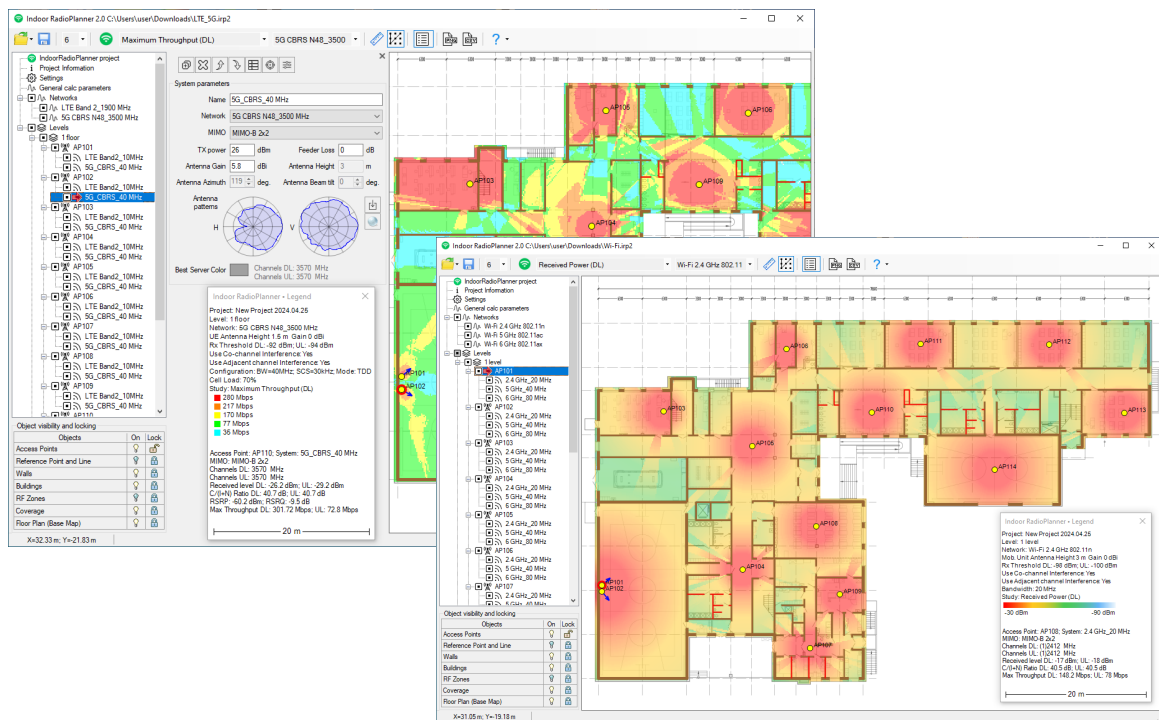 Indoor RadioPlanner 2.0 C:\Users\user\Downloads\LTE_5G.irp2
6
Maximum Throughput (DL)
5G CBRS N48_3500
IndoorRadioPlanner project
Project Information
Settings
General calc parameters
Networks
LTE Band 2_1900 MHz
5G CBRS N48_3500 MHz
Levels
1floor
AP101
LTE Band2_10MHz
5G_CBRS_40 MHz
AP102
LTE Band2_10MHz
5G_CBRS_40 MHz
AP103
LTE Band2_10MHz
5G_CBRS_40 MHz
AP104
LTE Band2_10MHz
5G_CBRS_40 MHz
AP105
LTE Band2_10MHz
5G_CBRS_40 MHz
AP106
LTE Band2_10MHz
5G_CBRS_40 MHz
AP107
LTE Band2_10MHz
5G_CBRS_40 MHz
AP108
LTE Band2_10MHz
5G_CBRS_40 MHz
AP109
LTE Band2_10MHz
5G_CBRS_40 MHz
AP110
Object visibility and locking
Objects On Lock
Access Points
Reference Point and Line
Walls
Buildings
RF Zones
Coverage
Floor Plan (Base Map)
X=32.33 m; Y=-21.83
System parameters
Name 5G_CBRS_40 MHz
Network 5G CBRS N48_3500 MHz
MIMO MIMO-B 2x2
TX power 26 dBm Feeder Loss 0 dB
Antenna Gain 5.8 dBi Antenna Height 3 m
Antenna Azimuth 119 deg. Antenna Beam tilt 0 deg.
Antenna
patterns
H V
Best Server Color Channels DL: 3570 MHz
Channels UL: 3570 MHz
Indoor RadioPlanner • Legend
Project: New Project 2024.04.25
Level: 1floor
Network: 5G CBRS N48_3500 MHz
UE Antenna Height 1.5 m Gain 0 dBi
Rx Threshold DL: -92 dBm; UL: -94 dBm
Use Co-channel Interference: Yes
Use Adjacent channel Interference: Yes
Configuration: BW=40MHz; SCS=30kHz; Mode: TDD
Cell Load: 70%
Study: Maximum Throughput (DL)
280 Mbps
217 Mbps
170 Mbps
77 Mbps
36 Mbps
Access Point: AP110; System: 5G_CBRS_40 MHz
MIMO: MIMO-B 2x2
Channels DL: 3570 MHz
Channels UL: 3570 MHz
Received level DL: -26.2 dBm; UL: -29.2 dBm
C/(I+N) Ratio DL: 40.7 dB; UL: 40.7 dB
RSRP: -60.2 dBm; RSRQ: -9.5 dB
Max Throughput DL: 301.72 Mbps; UL: 72.8 Mbps
20 m
AP105
AP106
AP103
AP109
AP104
AP101
AP102
Indoor RadioPlanner 2.0 C:\Users\user\Downloads\Wi-Fi.irp2
6
Received Power (DL)
Wi-Fi 2.4 GHz 802.11
IndoorRadioPlanner project
Project Information
Settings
General calc parameters
Networks
Wi-Fi 2.4 GHz 802.11n
Wi-Fi 5 GHz 802.11ac
Wi-Fi 6 GHz 802.11ax
Levels
1 level
AP101
2.4 GHz_20 MHz
5 GHz_40 MHz
6 GHz_80 MHz
AP102
2.4 GHz_20 MHz
5 GHz_40 MHz
6 GHz_80 MHz
AP103
2.4 GHz_20 MHz
5 GHz_40 MHz
6 GHz_80 MHz
AP104
2.4 GHz_20 MHz
5 GHz_40 MHz
6 GHz_80 MHz
AP105
2.4 GHz_20 MHz
5 GHz_40 MHz
6 GHz_80 MHz
AP106
2.4 GHz_20 MHz
5 GHz_40 MHz
6 GHz_80 MHz
AP107
2.4 GHz_20 MHz
5 GHz_40 MHz
Object visibility and locking
Objects On Lock
Access Points
Reference Point and Line
Walls
Buildings
RF Zones
Coverage
Floor Plan (Base Map)
X=31.05 m; Y=-19.18 m
AP106
AP111
AP112
AP103
AP110
AP113
AP105
AP114
AP108
AP104
AP101
AP102
AP109
AP107
Indoor RadioPlanner • Legend
Project: New Project 2024.04.25
Level: 1 level
Network: Wi-Fi 2.4 GHz 802.11n
Mob. Unit Antenna Height 3 m Gain 0 dBi
Rx Threshold DL: -98 dBm; UL: -100 dBm
Use Co-channel Interference: Yes
Use Adjacent channel Interference: Yes
Bandwidth: 20 MHz
Study: Received Power (DL)
-30 dBm -90 dBm
Access Point: AP108; System: 2.4 GHz_20 MHz
MIMO: MIMO-B 2x2
Channels DL: (1)2412 MHz
Channels UL: (1)2412 MHz
Received level DL: -17 dBm; UL: -18 dBm
C/(I+N) Ratio DL: 40.5 dB; UL: 40.5 dB
Max Throughput DL: 148.2 Mbps; UL: 78 Mbps
20 m